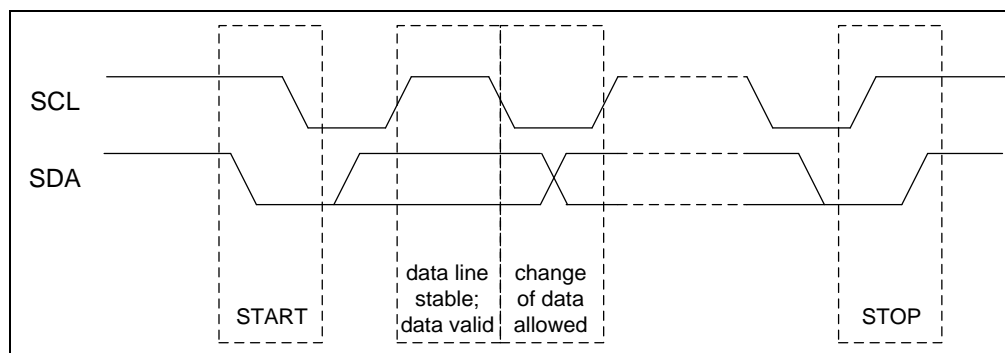 SCL
SDA
START
data line
stable;
data valid
change
of data
allowed
STOP